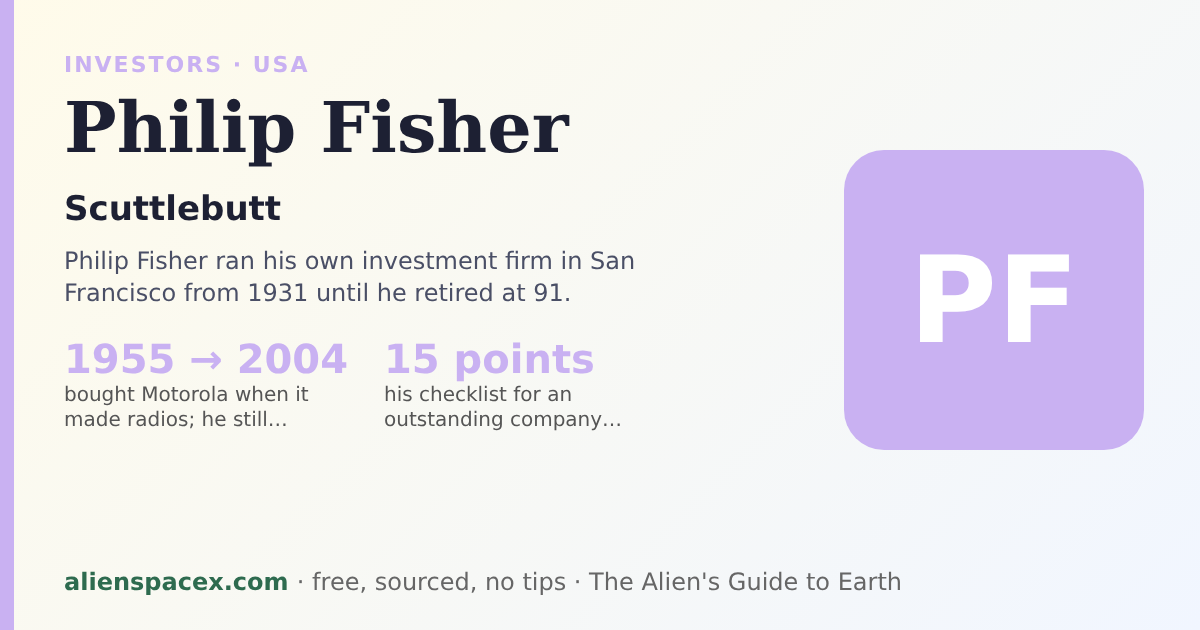 INVESTORS · USA
Philip Fisher
Scuttlebutt
Philip Fisher ran his own investment firm in San
Francisco from 1931 until he retired at 91.
1955 → 2004
bought Motorola when it
made radios; he still…
15 points
his checklist for an
outstanding company…
PF
alienspacex.com · free, sourced, no tips · The Alien's Guide to Earth